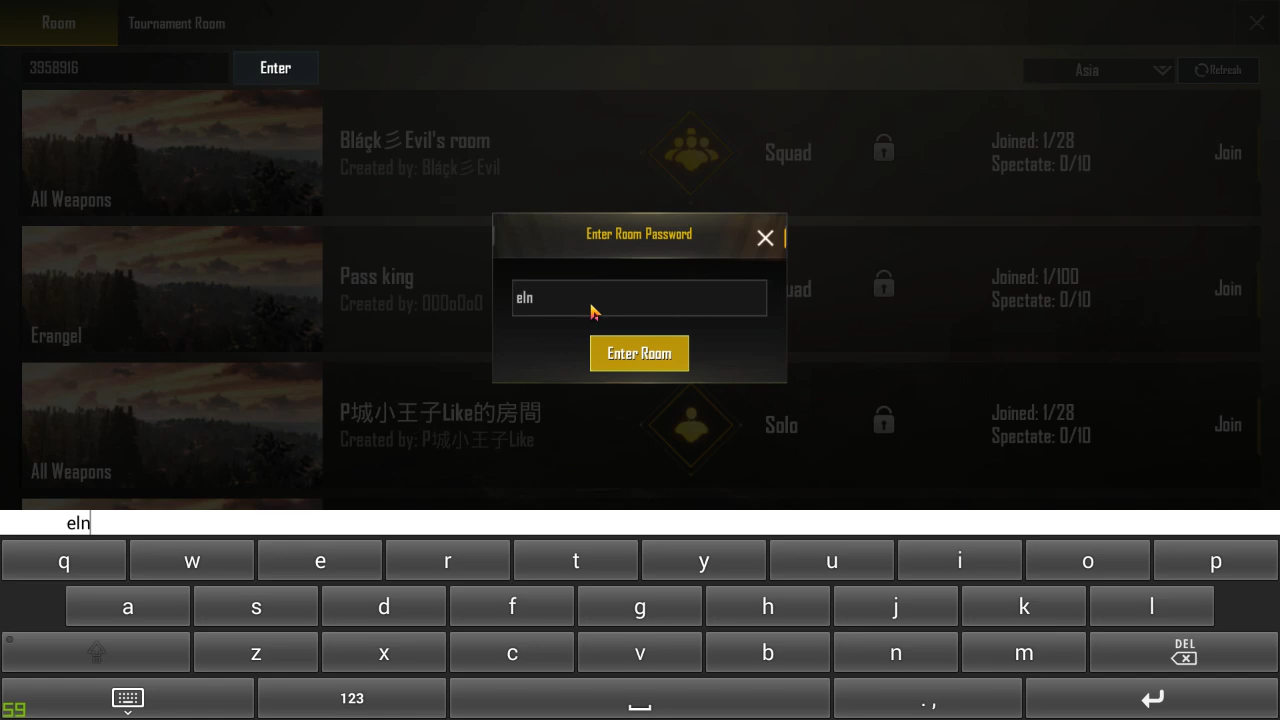 Room
Tournament Room
3958916
Enter
Asia
Refresh
Bláçk彡Evil's room
Created by: Bláçk彡Evil
All Weapons
Squad
Joined: 1/28
Spectate: 0/10
Join
Enter Room Password
eln
Enter Room
Pass king
Created by: 000o0o0
Erangel
uad
Joined: 1/100
Spectate: 0/10
Join
P城小王子Like的房間
Created by: P城小王子Like
All Weapons
Solo
Joined: 1/28
Spectate: 0/10
Join
eln
q w e r t y u i o p
a s d f g h j k l
z x c v b n m DEL
123 . ,
59